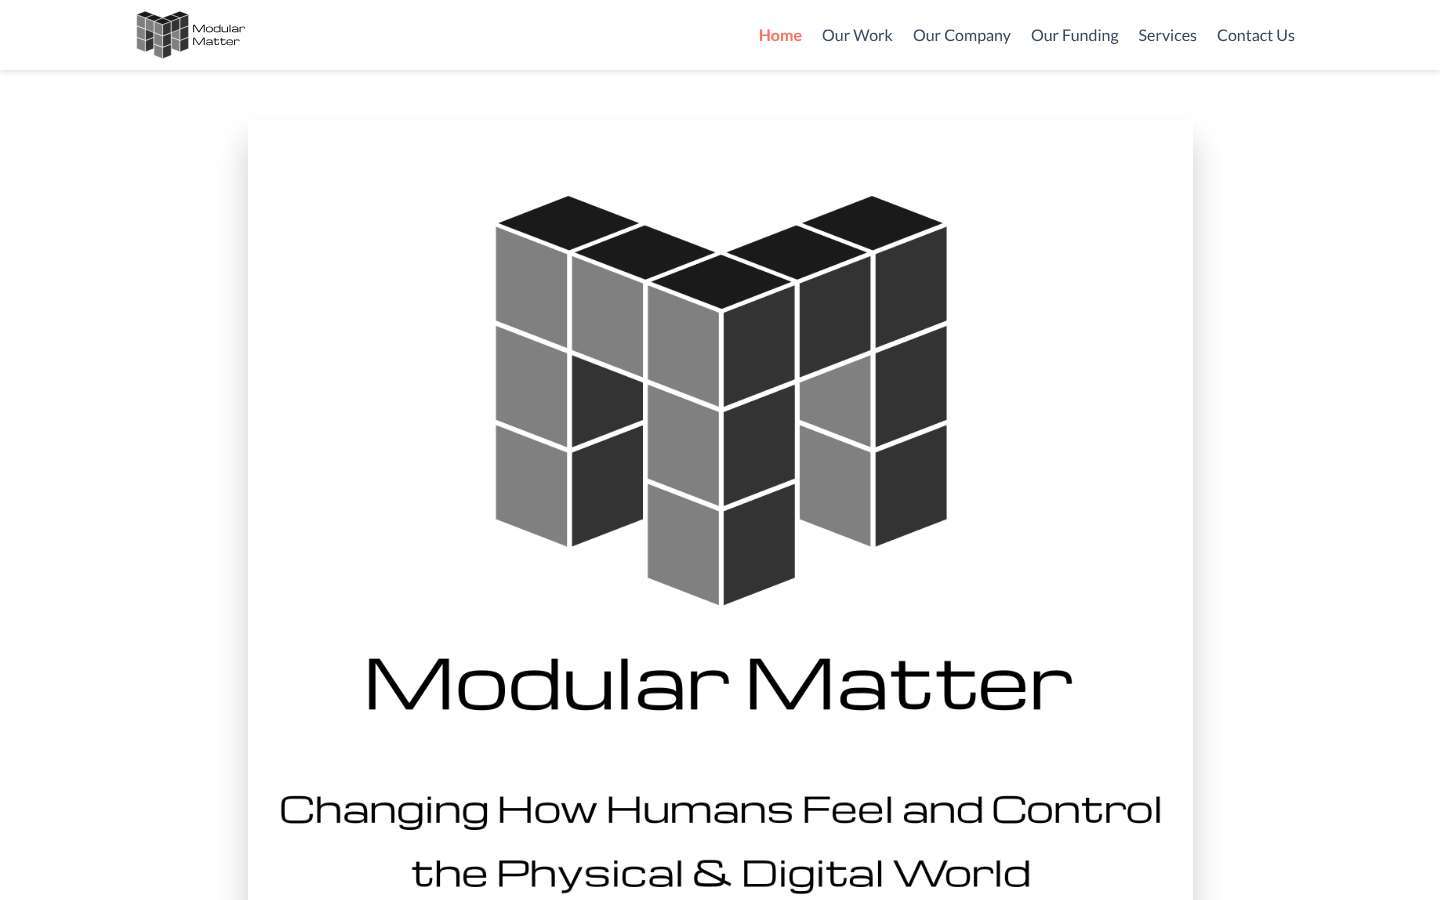 Modular
Matter
Home Our Work Our Company Our Funding Services Contact Us
Modular Matter
Changing How Humans Feel and Control
the Physical & Digital World